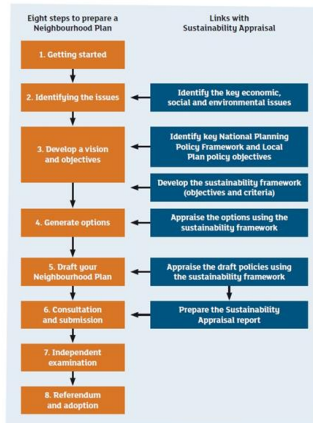 Eight steps to prepare a
Neighbourhood Plan
Links with
Sustainability Appraisal
1. Getting started
2. Identifying the issues
Identify the key economic,
social and environmental issues
3. Develop a vision
and objectives
Identify key National Planning
Policy Framework and Local
Plan policy objectives
Develop the sustainability framework
(objectives and criteria)
4. Generate options
Appraise the options using the
sustainability framework
5. Draft your
Neighbourhood Plan
Appraise the draft policies using
the sustainability framework
6. Consultation
and submission
Prepare the Sustainability
Appraisal report
7. Independent
examination
8. Referendum
and adoption